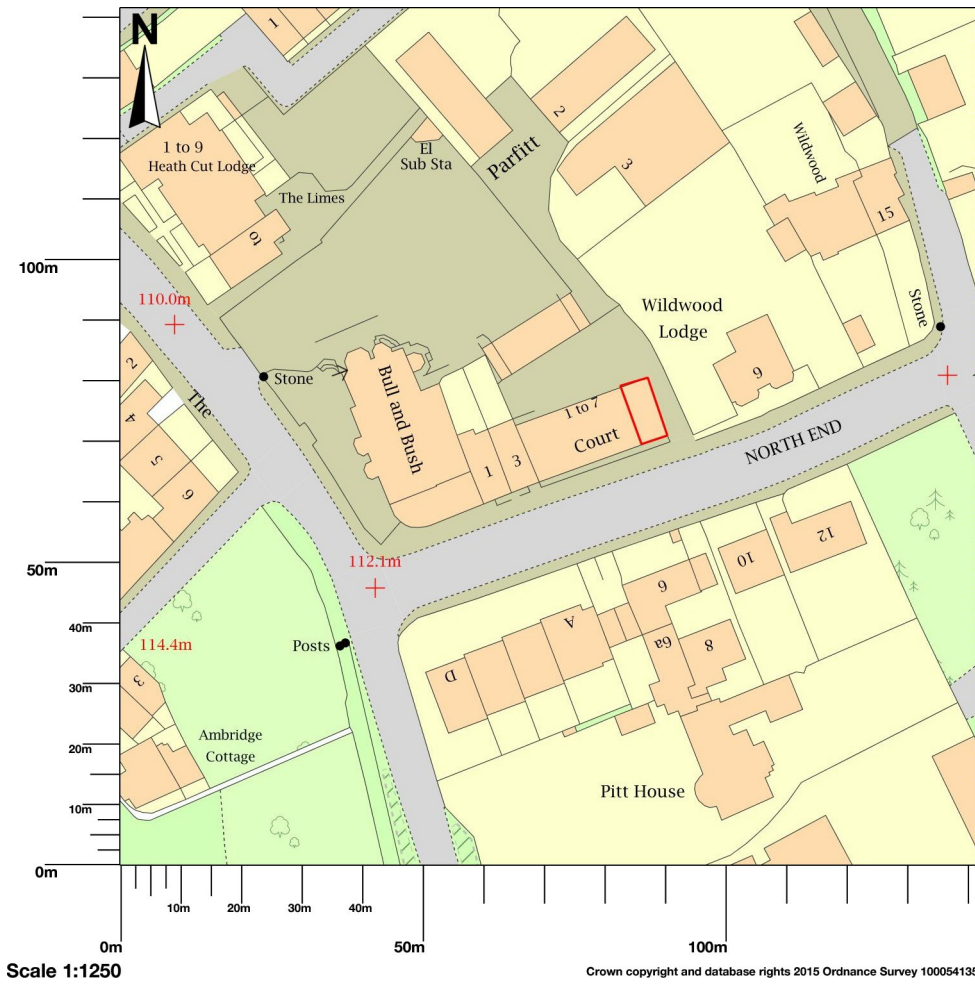 N
1
1 to 9
Heath Cut Lodge
The Limes
to
El
Sub Sta
Parfitt
2
3
Wildwood
15
Stone
100m
110.0m
Wildwood
Lodge
2
Stone
Bull and Bush
9
The
4
1 to 7
Court
1
3
NORTH END
5
6
12
50m
112.1m
10
6
40m
A
114.4m
Posts
6a
8
3
D
30m
Ambridge
Cottage
20m
Pitt House
10m
0m
10m
20m
30m
40m
0m
50m
100m
Scale 1:1250
Crown copyright and database rights 2015 Ordnance Survey 100054135